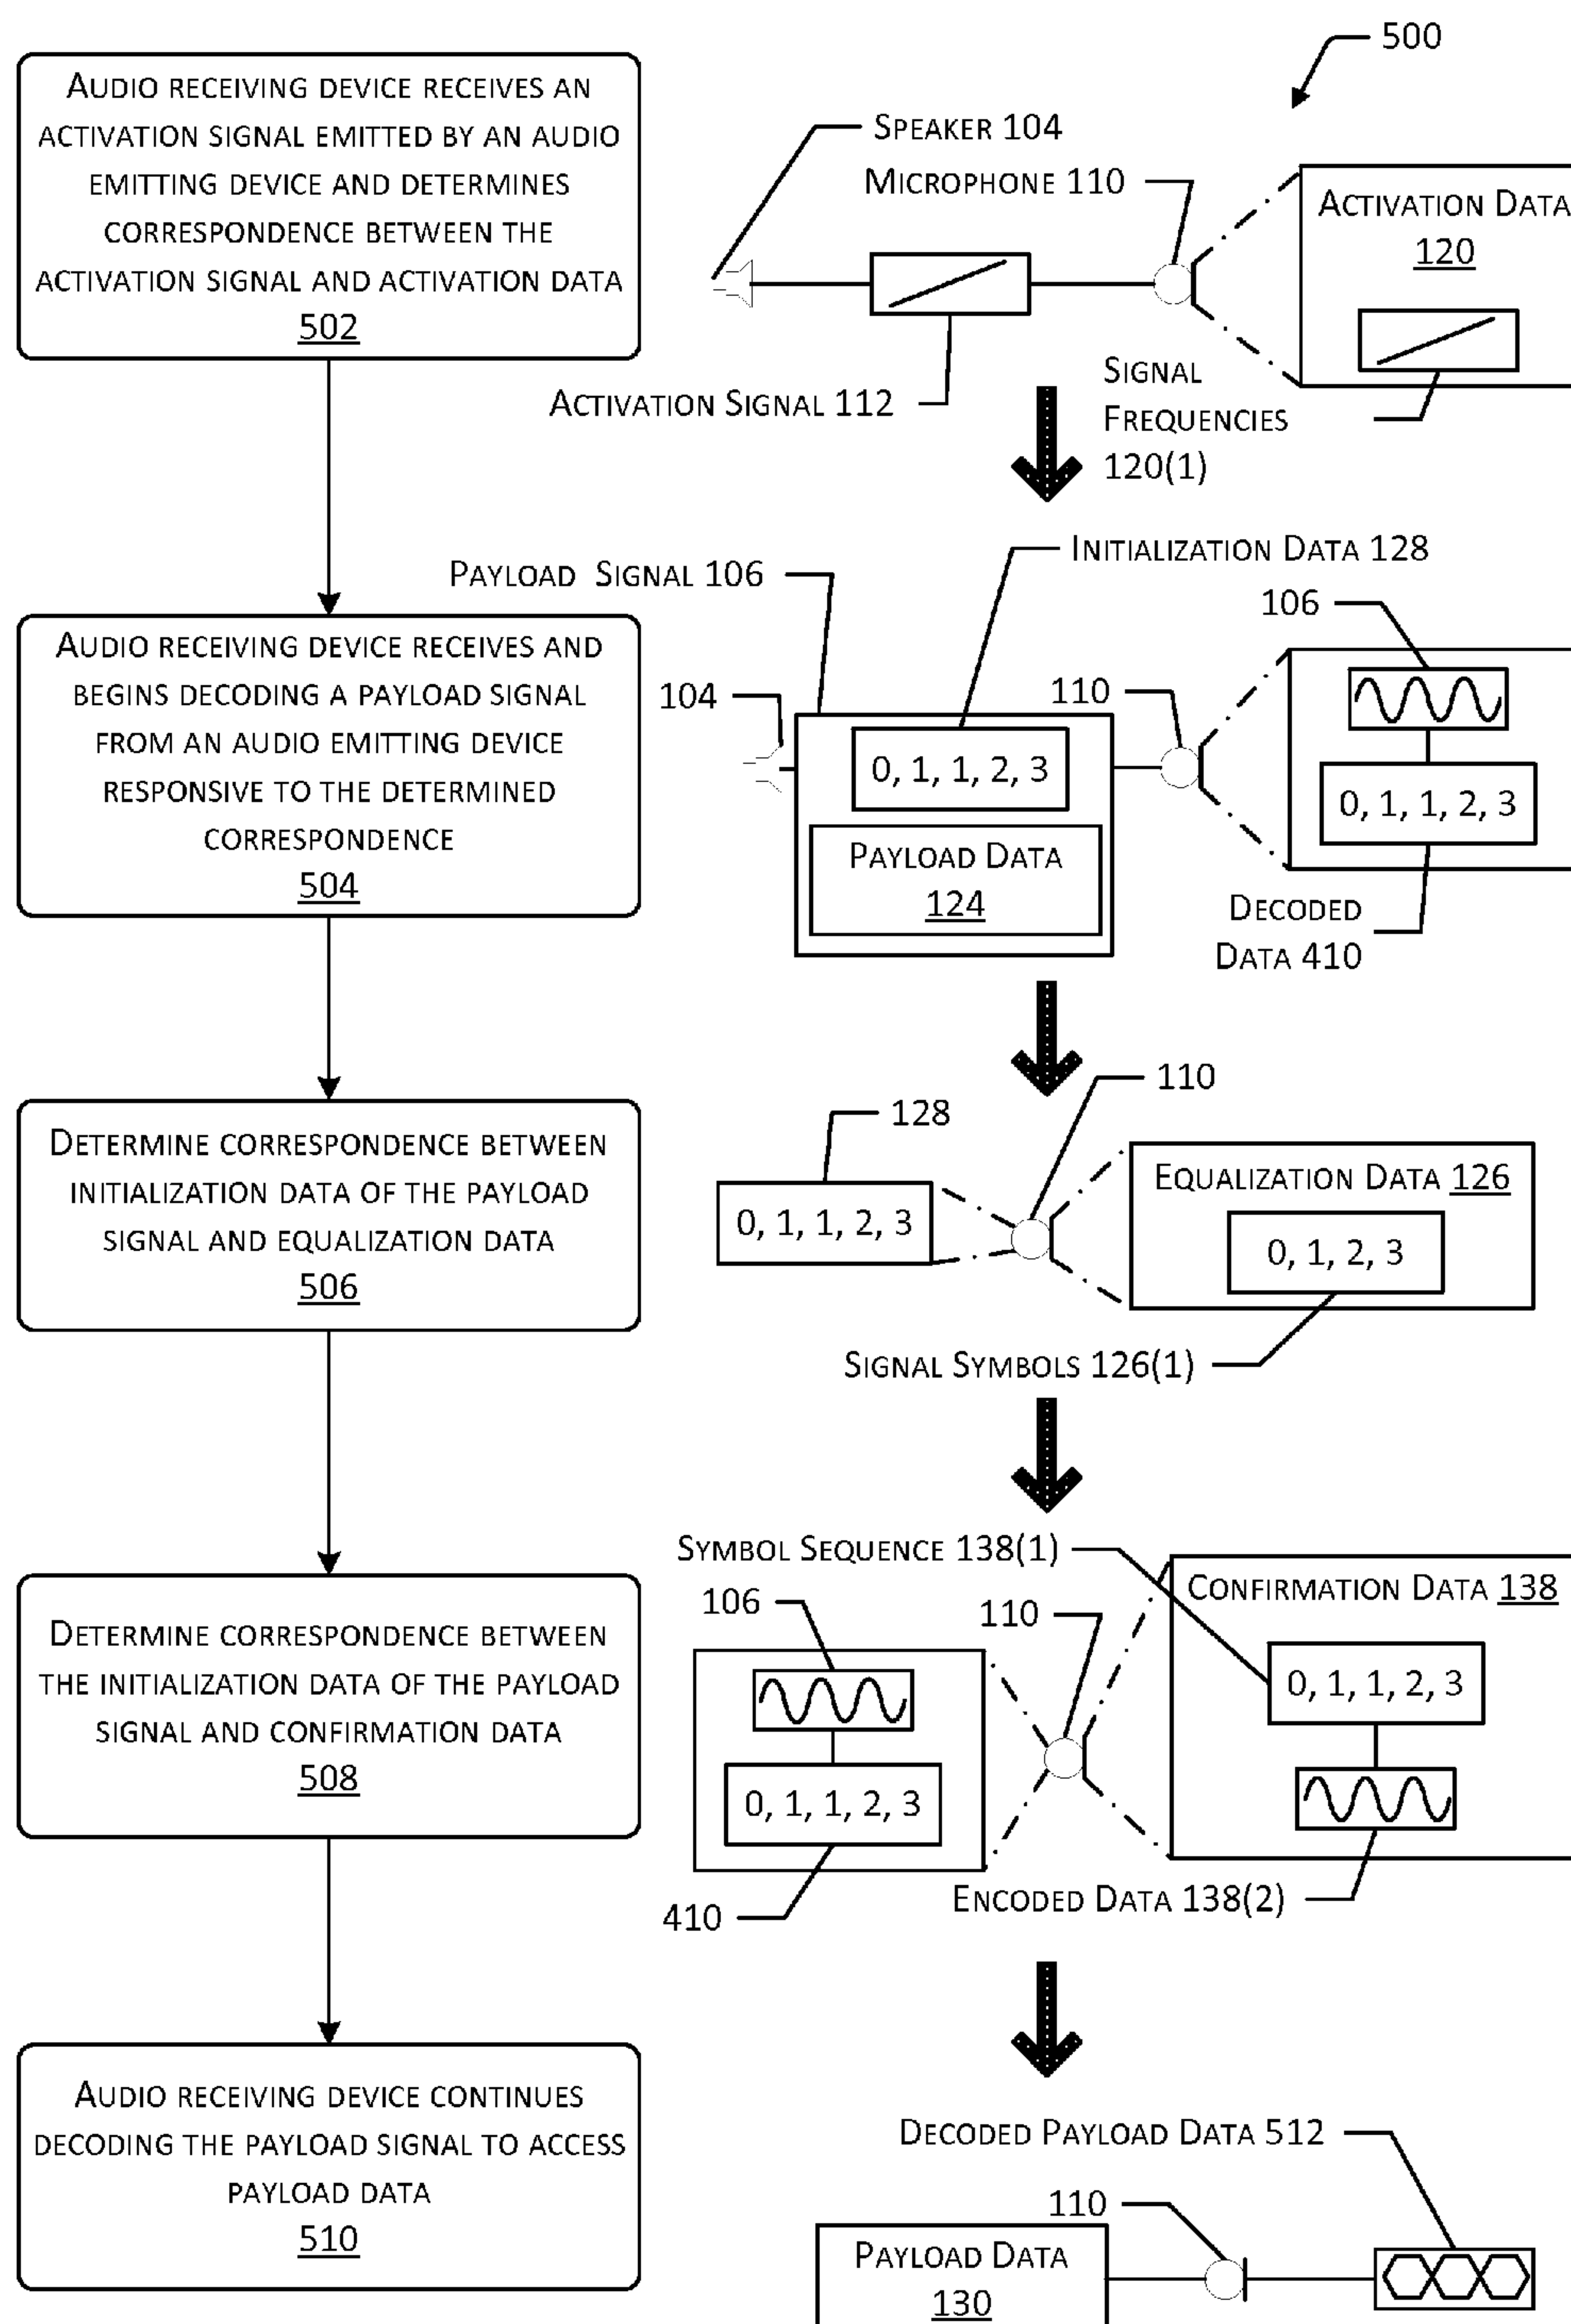 500
AUDIO RECEIVING DEVICE RECEIVES AN
ACTIVATION SIGNAL EMITTED BY AN AUDIO
EMITTING DEVICE AND DETERMINES
CORRESPONDENCE BETWEEN THE
ACTIVATION SIGNAL AND ACTIVATION DATA
502
SPEAKER 104
MICROPHONE 110
ACTIVATION DATA
120
ACTIVATION SIGNAL 112
SIGNAL
FREQUENCIES
120(1)
AUDIO RECEIVING DEVICE RECEIVES AND
BEGINS DECODING A PAYLOAD SIGNAL
FROM AN AUDIO EMITTING DEVICE
RESPONSIVE TO THE DETERMINED
CORRESPONDENCE
504
INITIALIZATION DATA 128
PAYLOAD SIGNAL 106
106
104
110
0, 1, 1, 2, 3
PAYLOAD DATA
124
0, 1, 1, 2, 3
DECODED
DATA 410
DETERMINE CORRESPONDENCE BETWEEN
INITIALIZATION DATA OF THE PAYLOAD
SIGNAL AND EQUALIZATION DATA
506
110
128
0, 1, 1, 2, 3
EQUALIZATION DATA 126
0, 1, 2, 3
SIGNAL SYMBOLS 126(1)
DETERMINE CORRESPONDENCE BETWEEN
THE INITIALIZATION DATA OF THE PAYLOAD
SIGNAL AND CONFIRMATION DATA
508
SYMBOL SEQUENCE 138(1)
106
110
CONFIRMATION DATA 138
0, 1, 1, 2, 3
0, 1, 1, 2, 3
410
ENCODED DATA 138(2)
AUDIO RECEIVING DEVICE CONTINUES
DECODING THE PAYLOAD SIGNAL TO ACCESS
PAYLOAD DATA
510
DECODED PAYLOAD DATA 512
110
PAYLOAD DATA
130